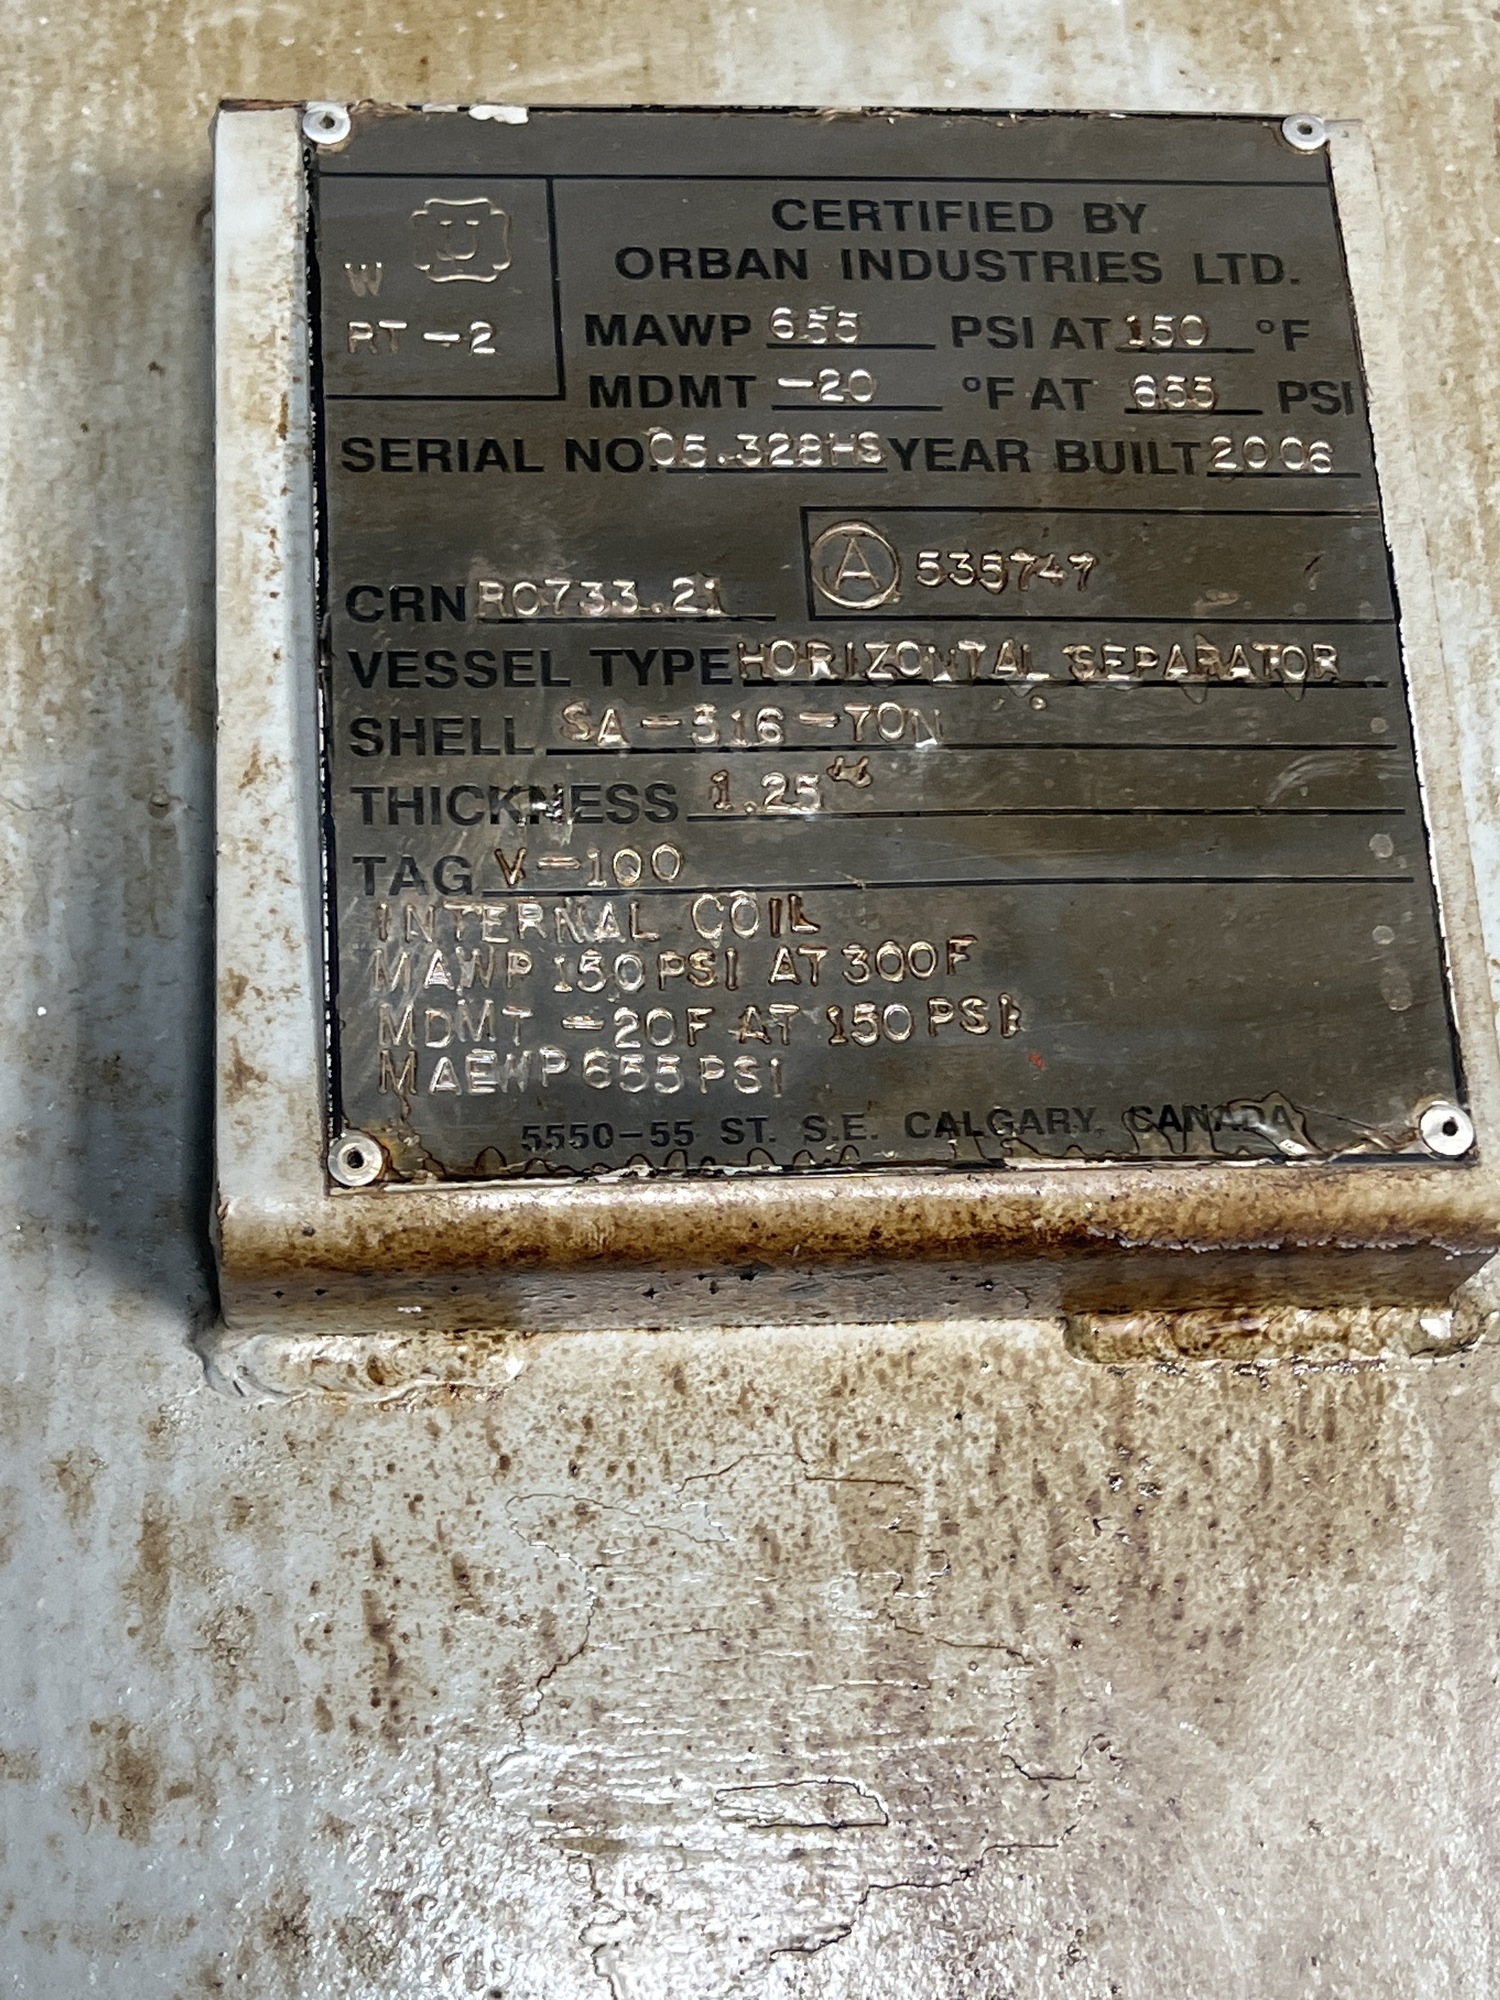 U
W
RT-2
CERTIFIED BY
ORBAN INDUSTRIES LTD.
MAWP 655 PSI AT 150 °F
MDMT -20 °F AT 655 PSI
SERIAL NO. 05.328HS YEAR BUILT 2006
A 535747
CRN R0733.21
VESSEL TYPE HORIZONTAL SEPARATOR
SHELL SA-516-70N
THICKNESS 1.25"
TAG V-100
INTERNAL COIL
MAWP 150 PSI AT 300F
MDMT -20F AT 150 PSI
MAEWP 655 PSI
5550-55 ST. S.E. CALGARY, CANADA